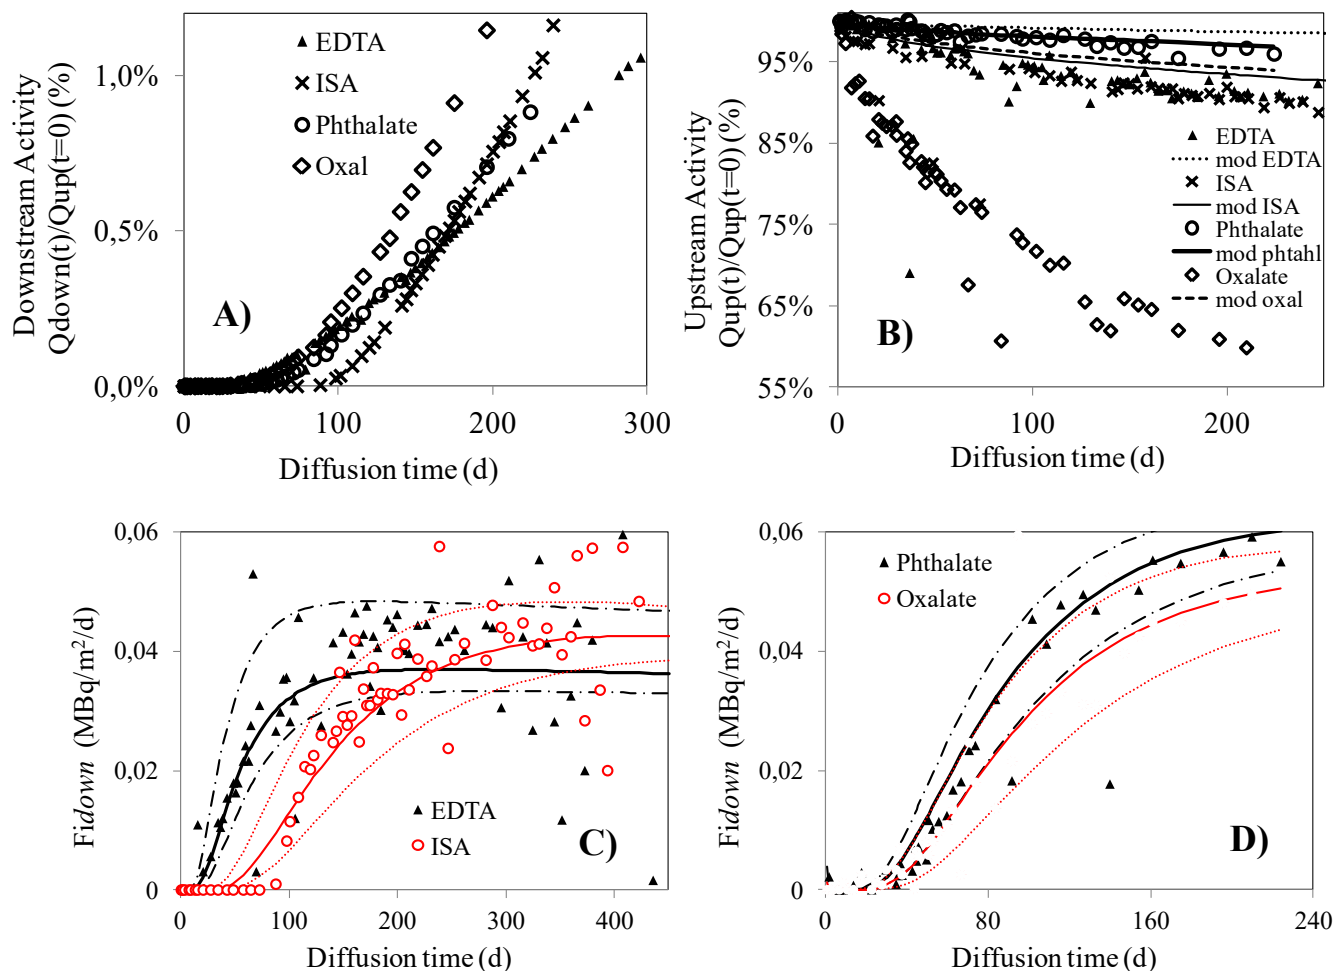 Downstream Activity
Qdown(t)/Qup(t=0) (%)
1,0%
0,5%
0,0%
EDTA
ISA
Phthalate
Oxal
A)
0
100
200
300
Diffusion time (d)
Upstream Activity
Qup(t)/Qup(t=0) (%)
95%
85%
75%
65%
55%
EDTA
mod EDTA
ISA
mod ISA
Phthalate
mod phtahl
Oxalate
mod oxal
B)
0
100
200
Diffusion time (d)
Fidown (MBq/m²/d)
0,06
0,04
0,02
0
EDTA
ISA
C)
0
100
200
300
400
Diffusion time (d)
Fidown (MBq/m²/d)
0,06
0,04
0,02
0
Phthalate
Oxalate
D)
0
80
160
240
Diffusion time (d)